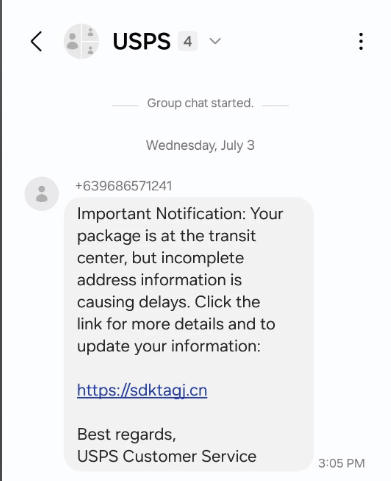 USPS 4
Group chat started.
Wednesday, July 3
+639686571241
Important Notification: Your
package is at the transit
center, but incomplete
address information is
causing delays. Click the
link for more details and to
update your information:
https://sdktagj.cn
Best regards,
USPS Customer Service
3:05 PM